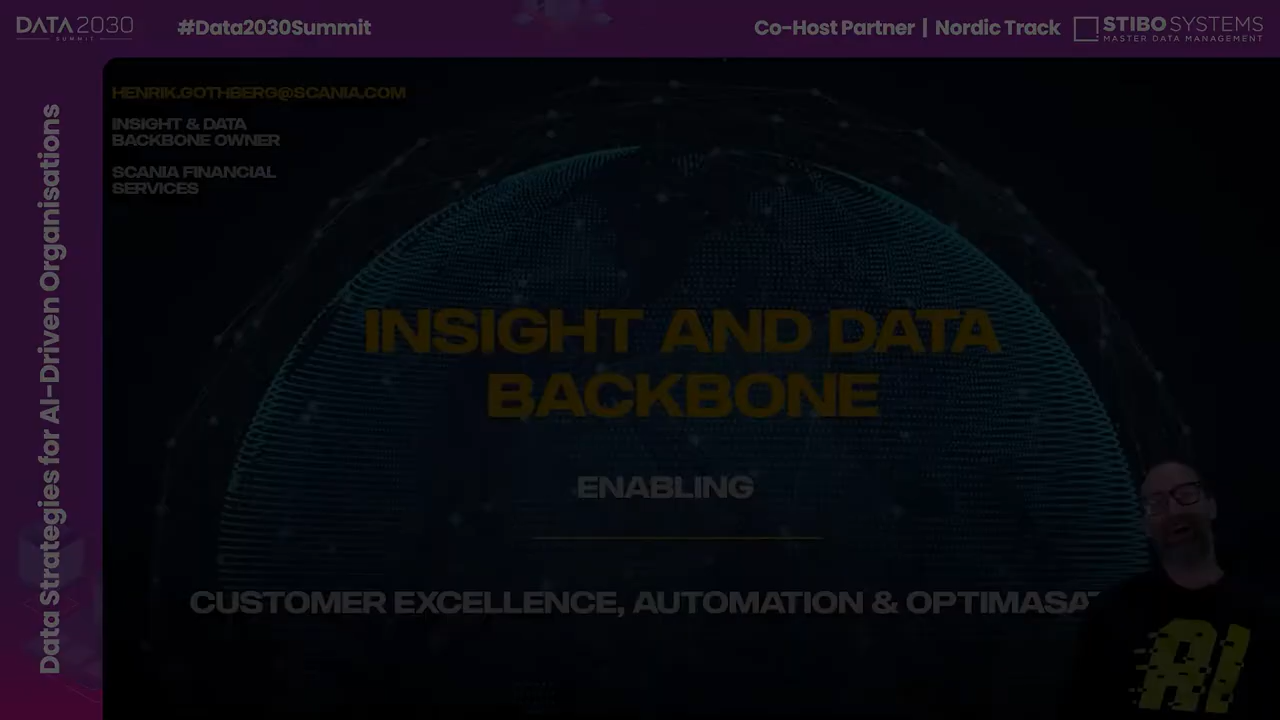 DATA2030
SUMMIT
#Data2030Summit
Co-Host Partner | Nordic Track
STIBO SYSTEMS
MASTER DATA MANAGEMENT
Data Strategies for AI-Driven Organisations
HENRIK.GOTHBERG@SCANIA.COM
INSIGHT & DATA
BACKBONE OWNER
SCANIA FINANCIAL
SERVICES
INSIGHT AND DATA
BACKBONE
ENABLING
CUSTOMER EXCELLENCE, AUTOMATION & OPTIMASAT
AI